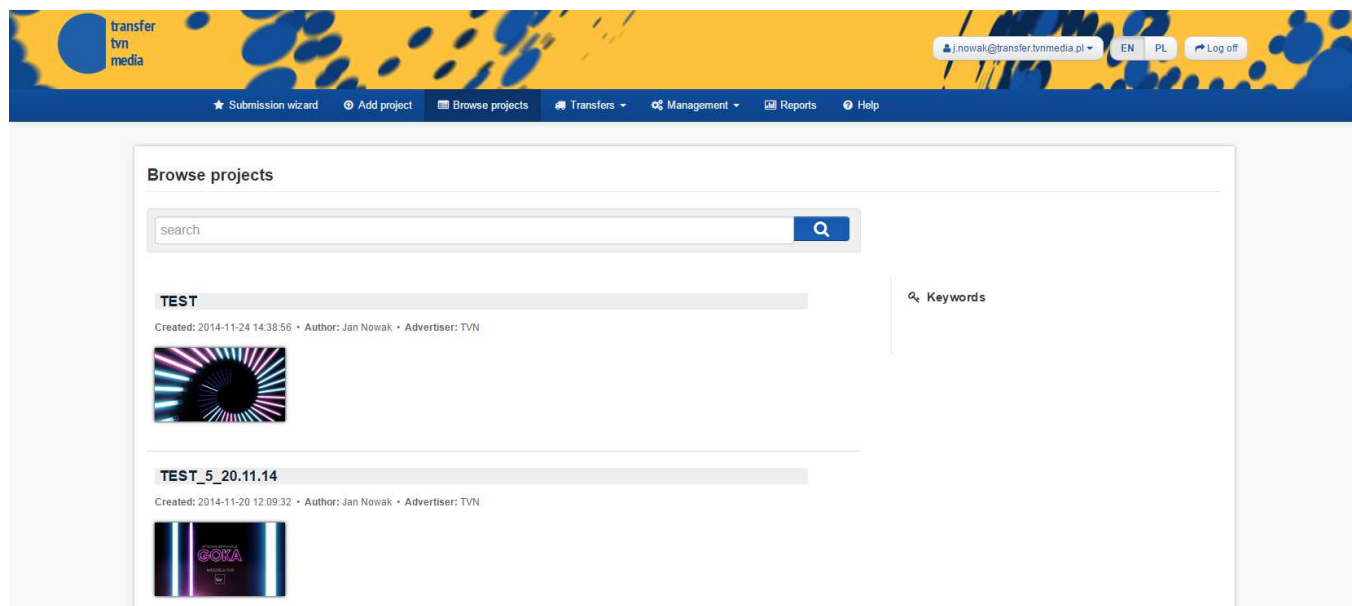 transfer
tvn
media
j.nowak@transfer.tvnmedia.pl EN PL Log off
Submission wizard Add project Browse projects Transfers Management Reports Help
Browse projects
search
TEST
Keywords
Created: 2014-11-24 14:38:56 • Author: Jan Nowak • Advertiser: TVN
TEST_5_20.11.14
Created: 2014-11-20 12:09:32 • Author: Jan Nowak • Advertiser: TVN
GOKA